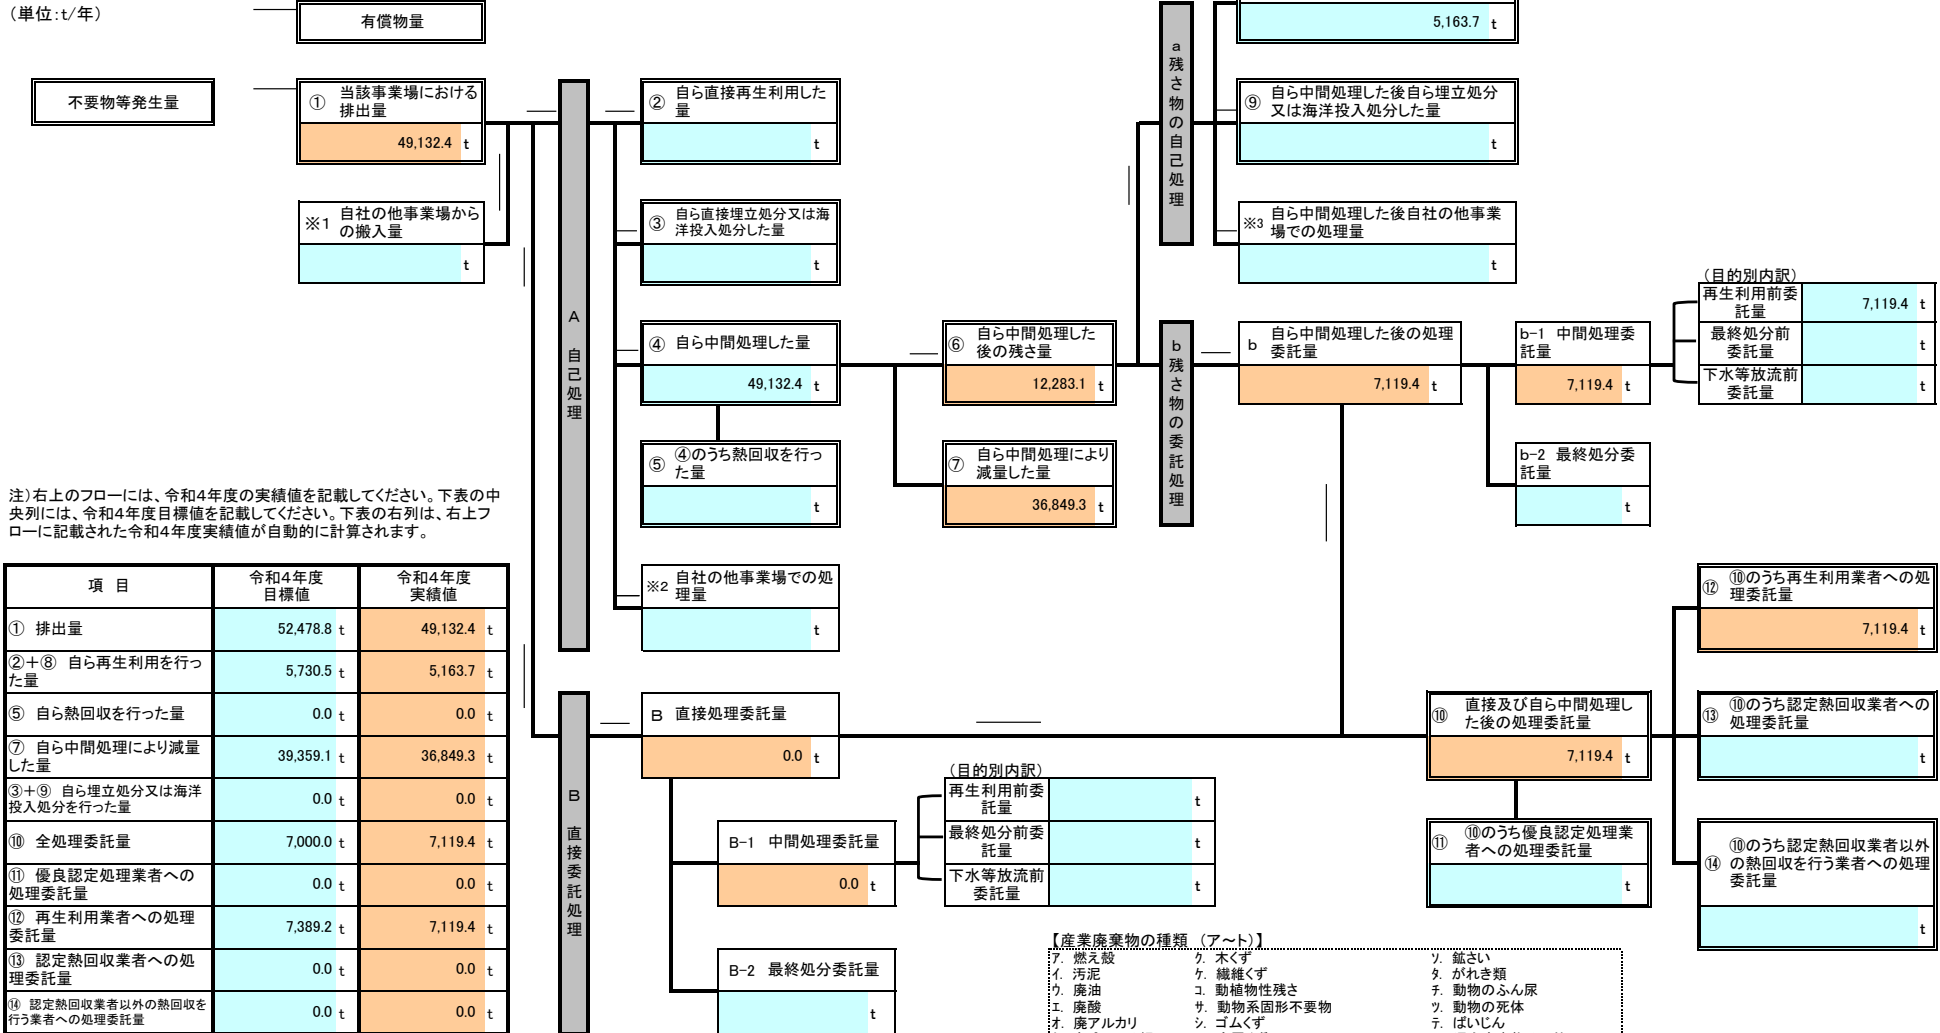 （単位：t/年）
有償物量
5,163.7 t
不要物等発生量
① 当該事業場における
排出量
49,132.4 t
※1 自社の他事業場から
の搬入量
t
A 自己処理
② 自ら直接再生利用した
量
t
③ 自ら直接埋立処分又は海
洋投入処分した量
t
④ 自ら中間処理した量
49,132.4 t
⑤ ④のうち熱回収を行っ
た量
t
※2 自社の他事業場での処
理量
t
⑥ 自ら中間処理した
後の残さ量
12,283.1 t
⑦ 自ら中間処理により
減量した量
36,849.3 t
a 残さ物の自己処理
⑨ 自ら中間処理した後自ら埋立処分
又は海洋投入処分した量
t
※3 自ら中間処理した後自社の他事業
場での処理量
t
b 残さ物の委託処理
b 自ら中間処理した後の処理
委託量
7,119.4 t
b-1 中間処理委
託量
7,119.4 t
b-2 最終処分委
託量
t
（目的別内訳）
再生利用前委
託量
7,119.4 t
最終処分前
委託量
t
下水等放流前
委託量
t
注）右上のフローには、令和４年度の実績値を記載してください。下表の中
央列には、令和４年度目標値を記載してください。下表の右列は、右上フ
ローに記載された令和４年度実績値が自動的に計算されます。
項 目
令和４年度
目標値
令和４年度
実績値
① 排出量 52,478.8 t 49,132.4 t
②＋⑧ 自ら再生利用を行っ
た量 5,730.5 t 5,163.7 t
⑤ 自ら熱回収を行った量 0.0 t 0.0 t
⑦ 自ら中間処理により減量
した量 39,359.1 t 36,849.3 t
③＋⑨ 自ら埋立処分又は海洋
投入処分を行った量 0.0 t 0.0 t
⑩ 全処理委託量 7,000.0 t 7,119.4 t
⑪ 優良認定処理業者への
処理委託量 0.0 t 0.0 t
⑫ 再生利用業者への処理
委託量 7,389.2 t 7,119.4 t
⑬ 認定熱回収業者への処
理委託量 0.0 t 0.0 t
⑭ 認定熱回収業者以外の熱回収を
行う業者への処理委託量 0.0 t 0.0 t
B 直接委託処理
B 直接処理委託量
0.0 t
B-1 中間処理委託量
0.0 t
B-2 最終処分委託量
t
（目的別内訳）
再生利用前委
託量
t
最終処分前委
託量
t
下水等放流前
委託量
t
⑩ 直接及び自ら中間処理し
た後の処理委託量
7,119.4 t
⑪ ⑩のうち優良認定処理業
者への処理委託量
t
⑫ ⑩のうち再生利用業者への処
理委託量
7,119.4 t
⑬ ⑩のうち認定熱回収業者への
処理委託量
t
⑭ ⑩のうち認定熱回収業者以外
の熱回収を行う業者への処理
委託量
t
【産業廃棄物の種類 （ア～ト）】
ア. 燃え殻 ク. 木くず ソ. 鉱さい
イ. 汚泥 ケ. 繊維くず タ. がれき類
ウ. 廃油 コ. 動植物性残さ チ. 動物のふん尿
エ. 廃酸 サ. 動物系固形不要物 ツ. 動物の死体
オ. 廃アルカリ シ. ゴムくず テ. ばいじん